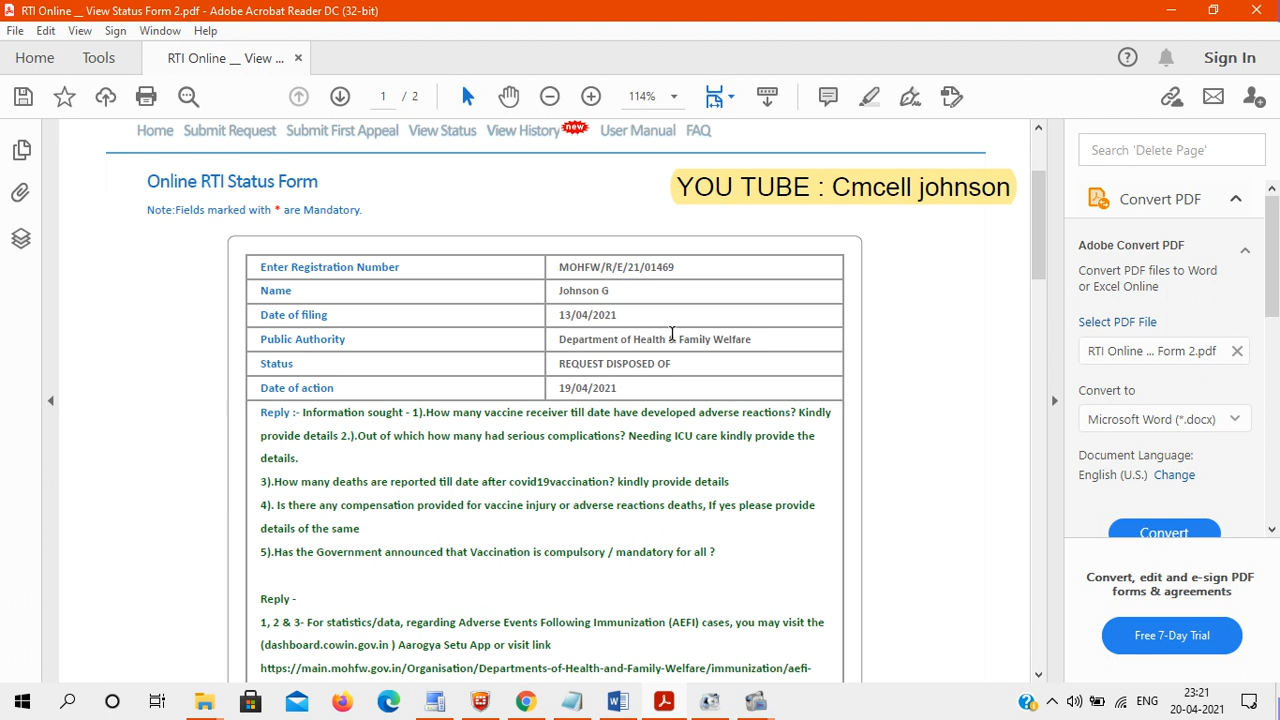 RTI Online __ View Status Form 2.pdf - Adobe Acrobat Reader DC (32-bit)
File Edit View Sign Window Help
Home Tools RTI Online __ View ... × Sign In
1 / 2 114%
Home Submit Request Submit First Appeal View Status View History new User Manual FAQ
Online RTI Status Form
YOU TUBE : Cmcell johnson
Note:Fields marked with * are Mandatory.
Enter Registration Number MOHFW/R/E/21/01469
Name Johnson G
Date of filing 13/04/2021
Public Authority Department of Health & Family Welfare
Status REQUEST DISPOSED OF
Date of action 19/04/2021
Reply :- Information sought - 1).How many vaccine receiver till date have developed adverse reactions? Kindly
provide details 2.).Out of which how many had serious complications? Needing ICU care kindly provide the
details.
3).How many deaths are reported till date after covid19vaccination? kindly provide details
4). Is there any compensation provided for vaccine injury or adverse reactions deaths, If yes please provide
details of the same
5).Has the Government announced that Vaccination is compulsory / mandatory for all ?
Reply -
1, 2 & 3- For statistics/data, regarding Adverse Events Following Immunization (AEFI) cases, you may visit the
(dashboard.cowin.gov.in ) Aarogya Setu App or visit link
https://main.mohfw.gov.in/Organisation/Departments-of-Health-and-Family-Welfare/immunization/aefi-
Search 'Delete Page'
Convert PDF
Adobe Convert PDF
Convert PDF files to Word
or Excel Online
Select PDF File
RTI Online ... Form 2.pdf
Convert to
Microsoft Word (*.docx)
Document Language:
English (U.S.) Change
Convert
Convert, edit and e-sign PDF
forms & agreements
Free 7-Day Trial
ENG
23:21
20-04-2021